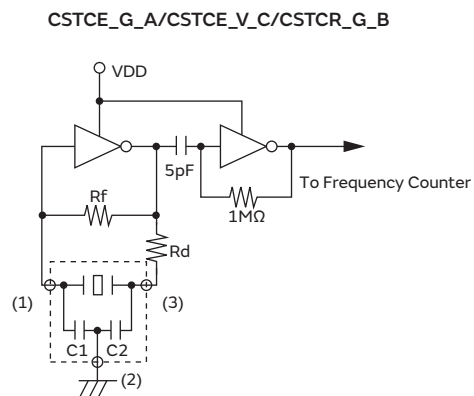 CSTCE_G_A/CSTCE_V_C/CSTCR_G_B
VDD
5pF
To Frequency Counter
Rf
1MΩ
Rd
(1)
(3)
C1
C2
(2)